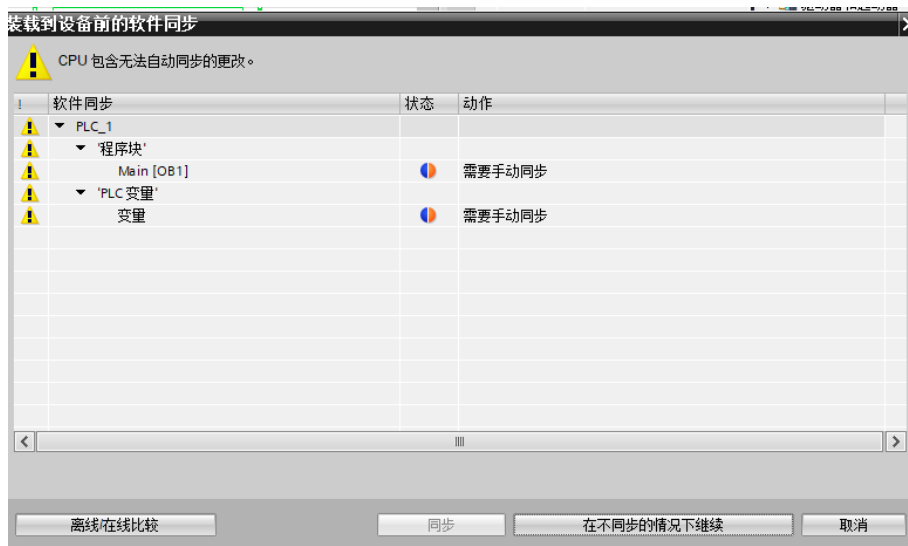 装载到设备前的软件同步
CPU 包含无法自动同步的更改。
! 软件同步 状态 动作
PLC_1
'程序块'
Main [OB1] 需要手动同步
'PLC 变量'
变量 需要手动同步
离线/在线比较 同步 在不同步的情况下继续 取消